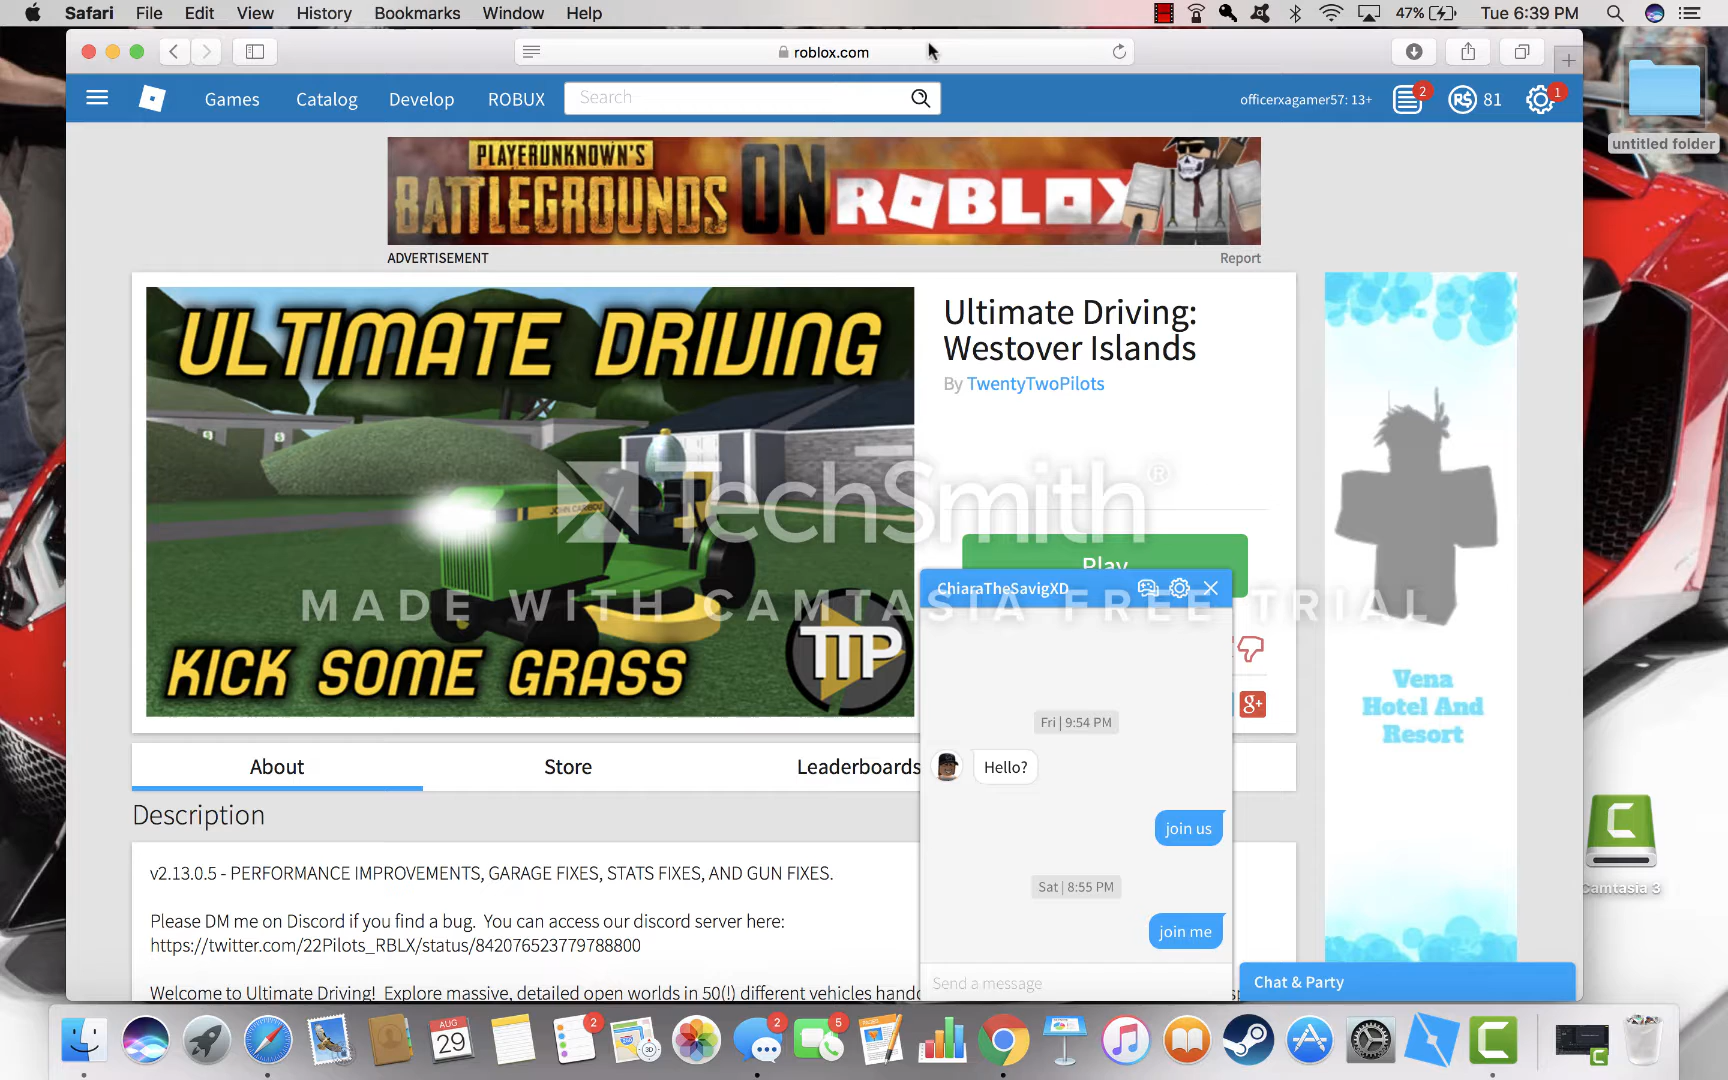 Safari File Edit View History Bookmarks Window Help
47% Tue 6:39 PM
roblox.com
untitled folder
Games Catalog Develop ROBUX Search
officerxagamer57: 13+ 2 R$ 81 1
PLAYERUNKNOWN'S
BATTLEGROUNDS ON ROBLOX
ADVERTISEMENT Report
ULTIMATE DRIVING
JOHN CARIBOU
KICK SOME GRASS
TTP
Ultimate Driving:
Westover Islands
By TwentyTwoPilots
Play
TechSmith®
MADE WITH CAMTASIA FREE TRIAL
Vena
Hotel And
Resort
About Store Leaderboards
Description
v2.13.0.5 - PERFORMANCE IMPROVEMENTS, GARAGE FIXES, STATS FIXES, AND GUN FIXES.
Please DM me on Discord if you find a bug. You can access our discord server here:
https://twitter.com/22Pilots_RBLX/status/842076523779788800
Welcome to Ultimate Driving! Explore massive, detailed open worlds in 50(!) different vehicles
ChiaraTheSavigXD
Fri | 9:54 PM
Hello?
join us
Sat | 8:55 PM
join me
Send a message
Chat & Party
g+
Camtasia 3
AUG
29
2
3D
2
5